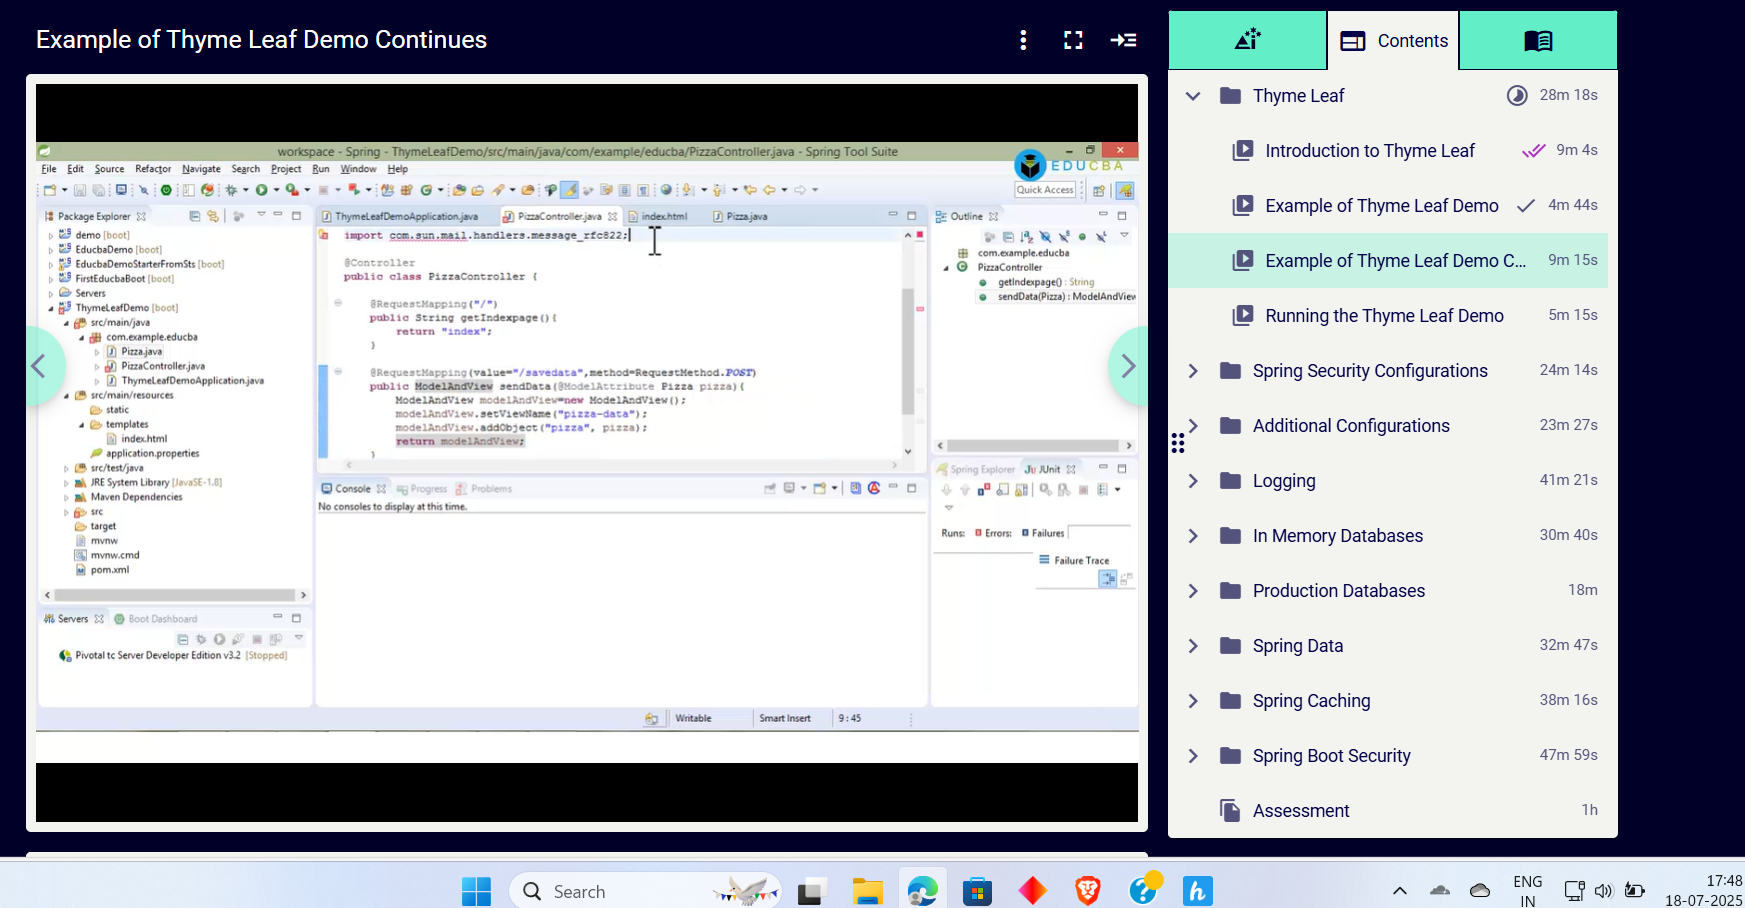 Example of Thyme Leaf Demo Continues
workspace - Spring - ThymeLeafDemo/src/main/java/com/example/educba/PizzaController.java - Spring Tool Suite
EDUCBA
File Edit Source Refactor Navigate Search Project Run Window Help
Quick Access
Package Explorer
demo [boot]
EducbaDemo [boot]
EducbaDemoStarterFromSts [boot]
FirstEducbaBoot [boot]
Servers
ThymeLeafDemo [boot]
src/main/java
com.example.educba
Pizza.java
PizzaController.java
ThymeLeafDemoApplication.java
src/main/resources
static
templates
index.html
application.properties
src/test/java
JRE System Library [JavaSE-1.8]
Maven Dependencies
src
target
mvnw
mvnw.cmd
pom.xml
Servers Boot Dashboard
Pivotal tc Server Developer Edition v3.2 [Stopped]
ThymeLeafDemoApplication.java PizzaController.java index.html Pizza.java
import com.sun.mail.handlers.message_rfc822;
@Controller
public class PizzaController {
@RequestMapping("/")
public String getIndexpage(){
return "index";
}
@RequestMapping(value="/savedata",method=RequestMethod.POST)
public ModelAndView sendData(@ModelAttribute Pizza pizza){
ModelAndView modelAndView=new ModelAndView();
modelAndView.setViewName("pizza-data");
modelAndView.addObject("pizza", pizza);
return modelAndView;
}
Console Progress Problems
No consoles to display at this time.
Outline
com.example.educba
PizzaController
getIndexpage() : String
sendData(Pizza) : ModelAndView
Spring Explorer JUnit
Runs: Errors: Failures
Failure Trace
Writable Smart Insert 9 : 45
Contents
Thyme Leaf 28m 18s
Introduction to Thyme Leaf 9m 4s
Example of Thyme Leaf Demo 4m 44s
Example of Thyme Leaf Demo C... 9m 15s
Running the Thyme Leaf Demo 5m 15s
Spring Security Configurations 24m 14s
Additional Configurations 23m 27s
Logging 41m 21s
In Memory Databases 30m 40s
Production Databases 18m
Spring Data 32m 47s
Spring Caching 38m 16s
Spring Boot Security 47m 59s
Assessment 1h
Search
ENG
IN
17:48
18-07-2025